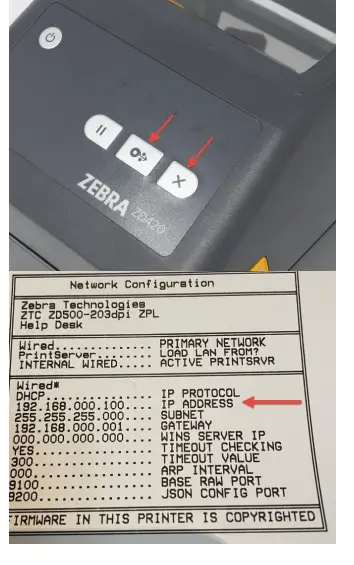 ZEBRA ZD420
Network Configuration
Zebra Technologies
ZTC ZD500-203dpi ZPL
Help Desk
Wired............. PRIMARY NETWORK
PrintServer....... LOAD LAN FROM?
INTERNAL WIRED..... ACTIVE PRINTSRVR
Wired*
DHCP............... IP PROTOCOL
192.168.000.100.... IP ADDRESS
255.255.255.000.... SUBNET
192.168.000.001.... GATEWAY
000.000.000.000.... WINS SERVER IP
YES................ TIMEOUT CHECKING
300................ TIMEOUT VALUE
000................ ARP INTERVAL
9100............... BASE RAW PORT
9200............... JSON CONFIG PORT
FIRMWARE IN THIS PRINTER IS COPYRIGHTED